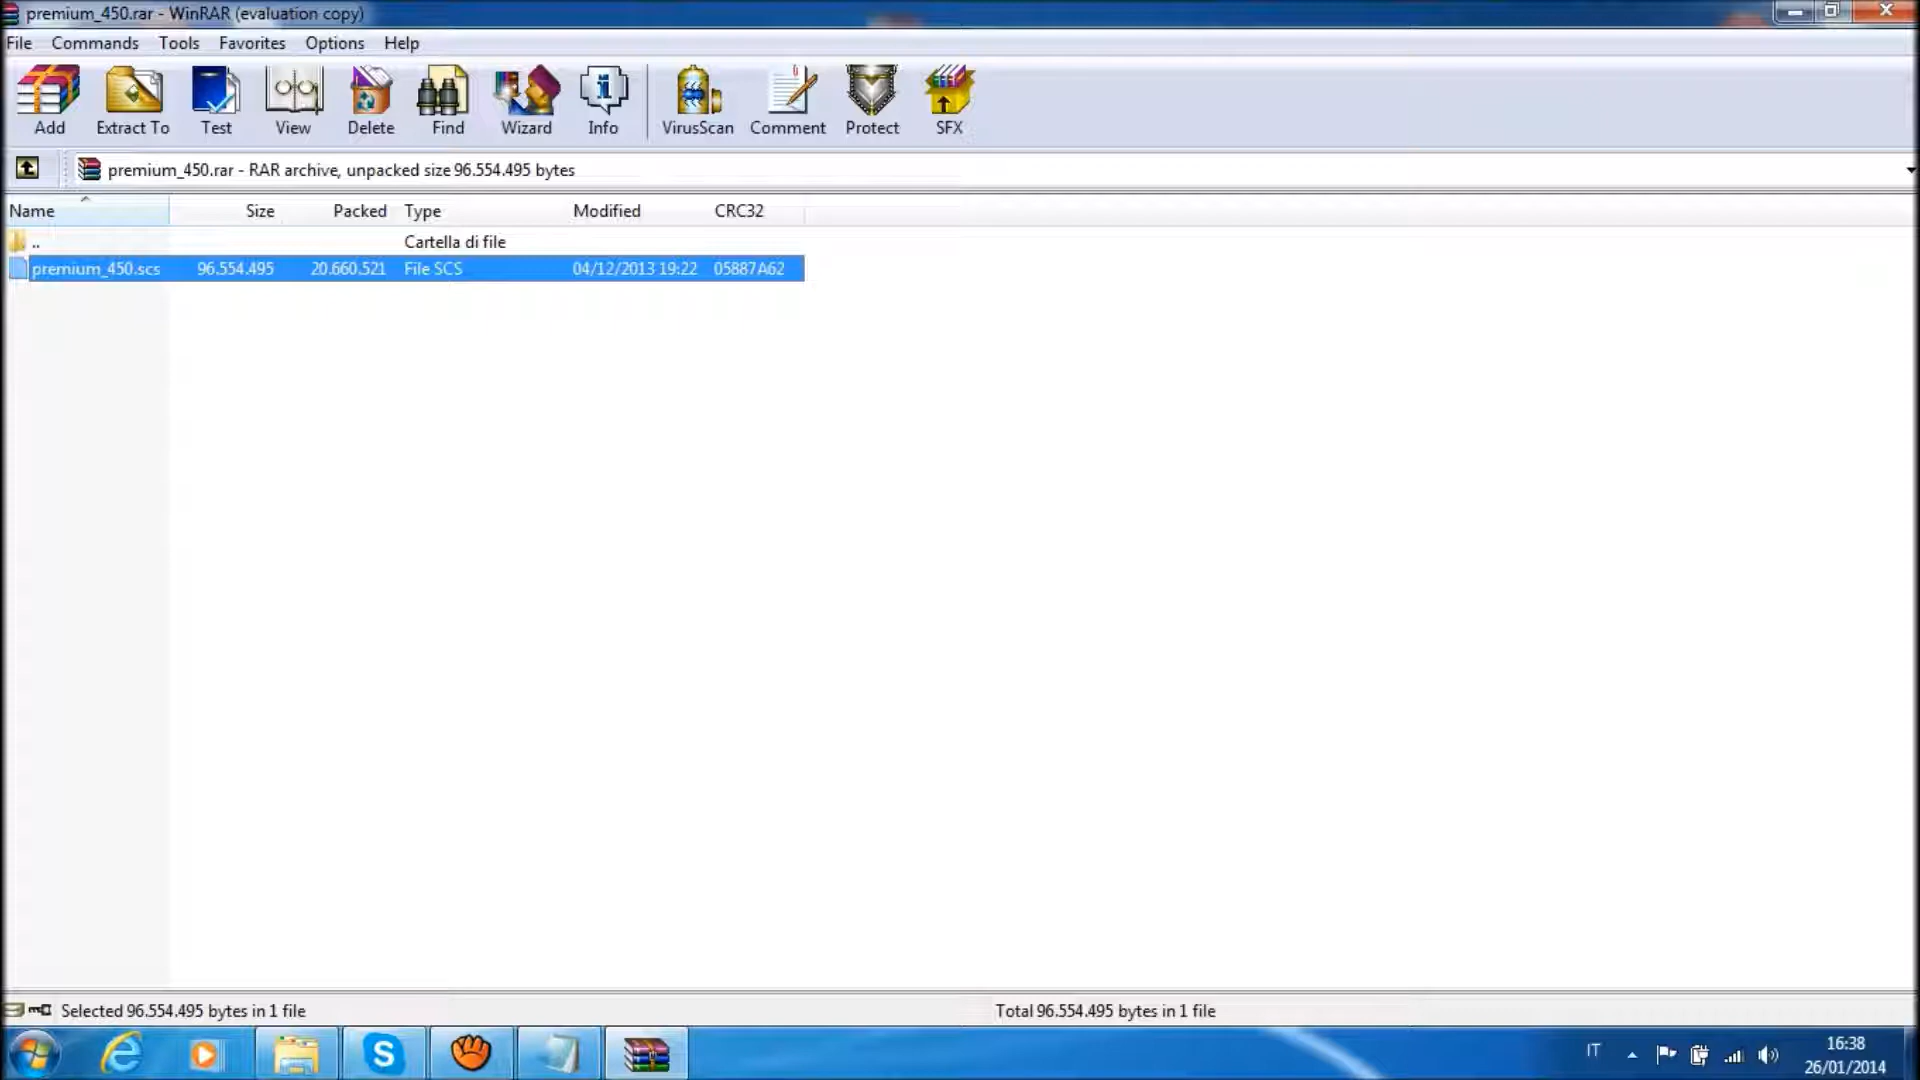 premium_450.rar - WinRAR (evaluation copy)
File Commands Tools Favorites Options Help
Add Extract To Test View Delete Find Wizard Info VirusScan Comment Protect SFX
premium_450.rar - RAR archive, unpacked size 96.554.495 bytes
Name Size Packed Type Modified CRC32
.. Cartella di file
premium_450.scs 96.554.495 20.660.521 File SCS 04/12/2013 19:22 05887A62
Selected 96.554.495 bytes in 1 file Total 96.554.495 bytes in 1 file
IT 16:38
26/01/2014